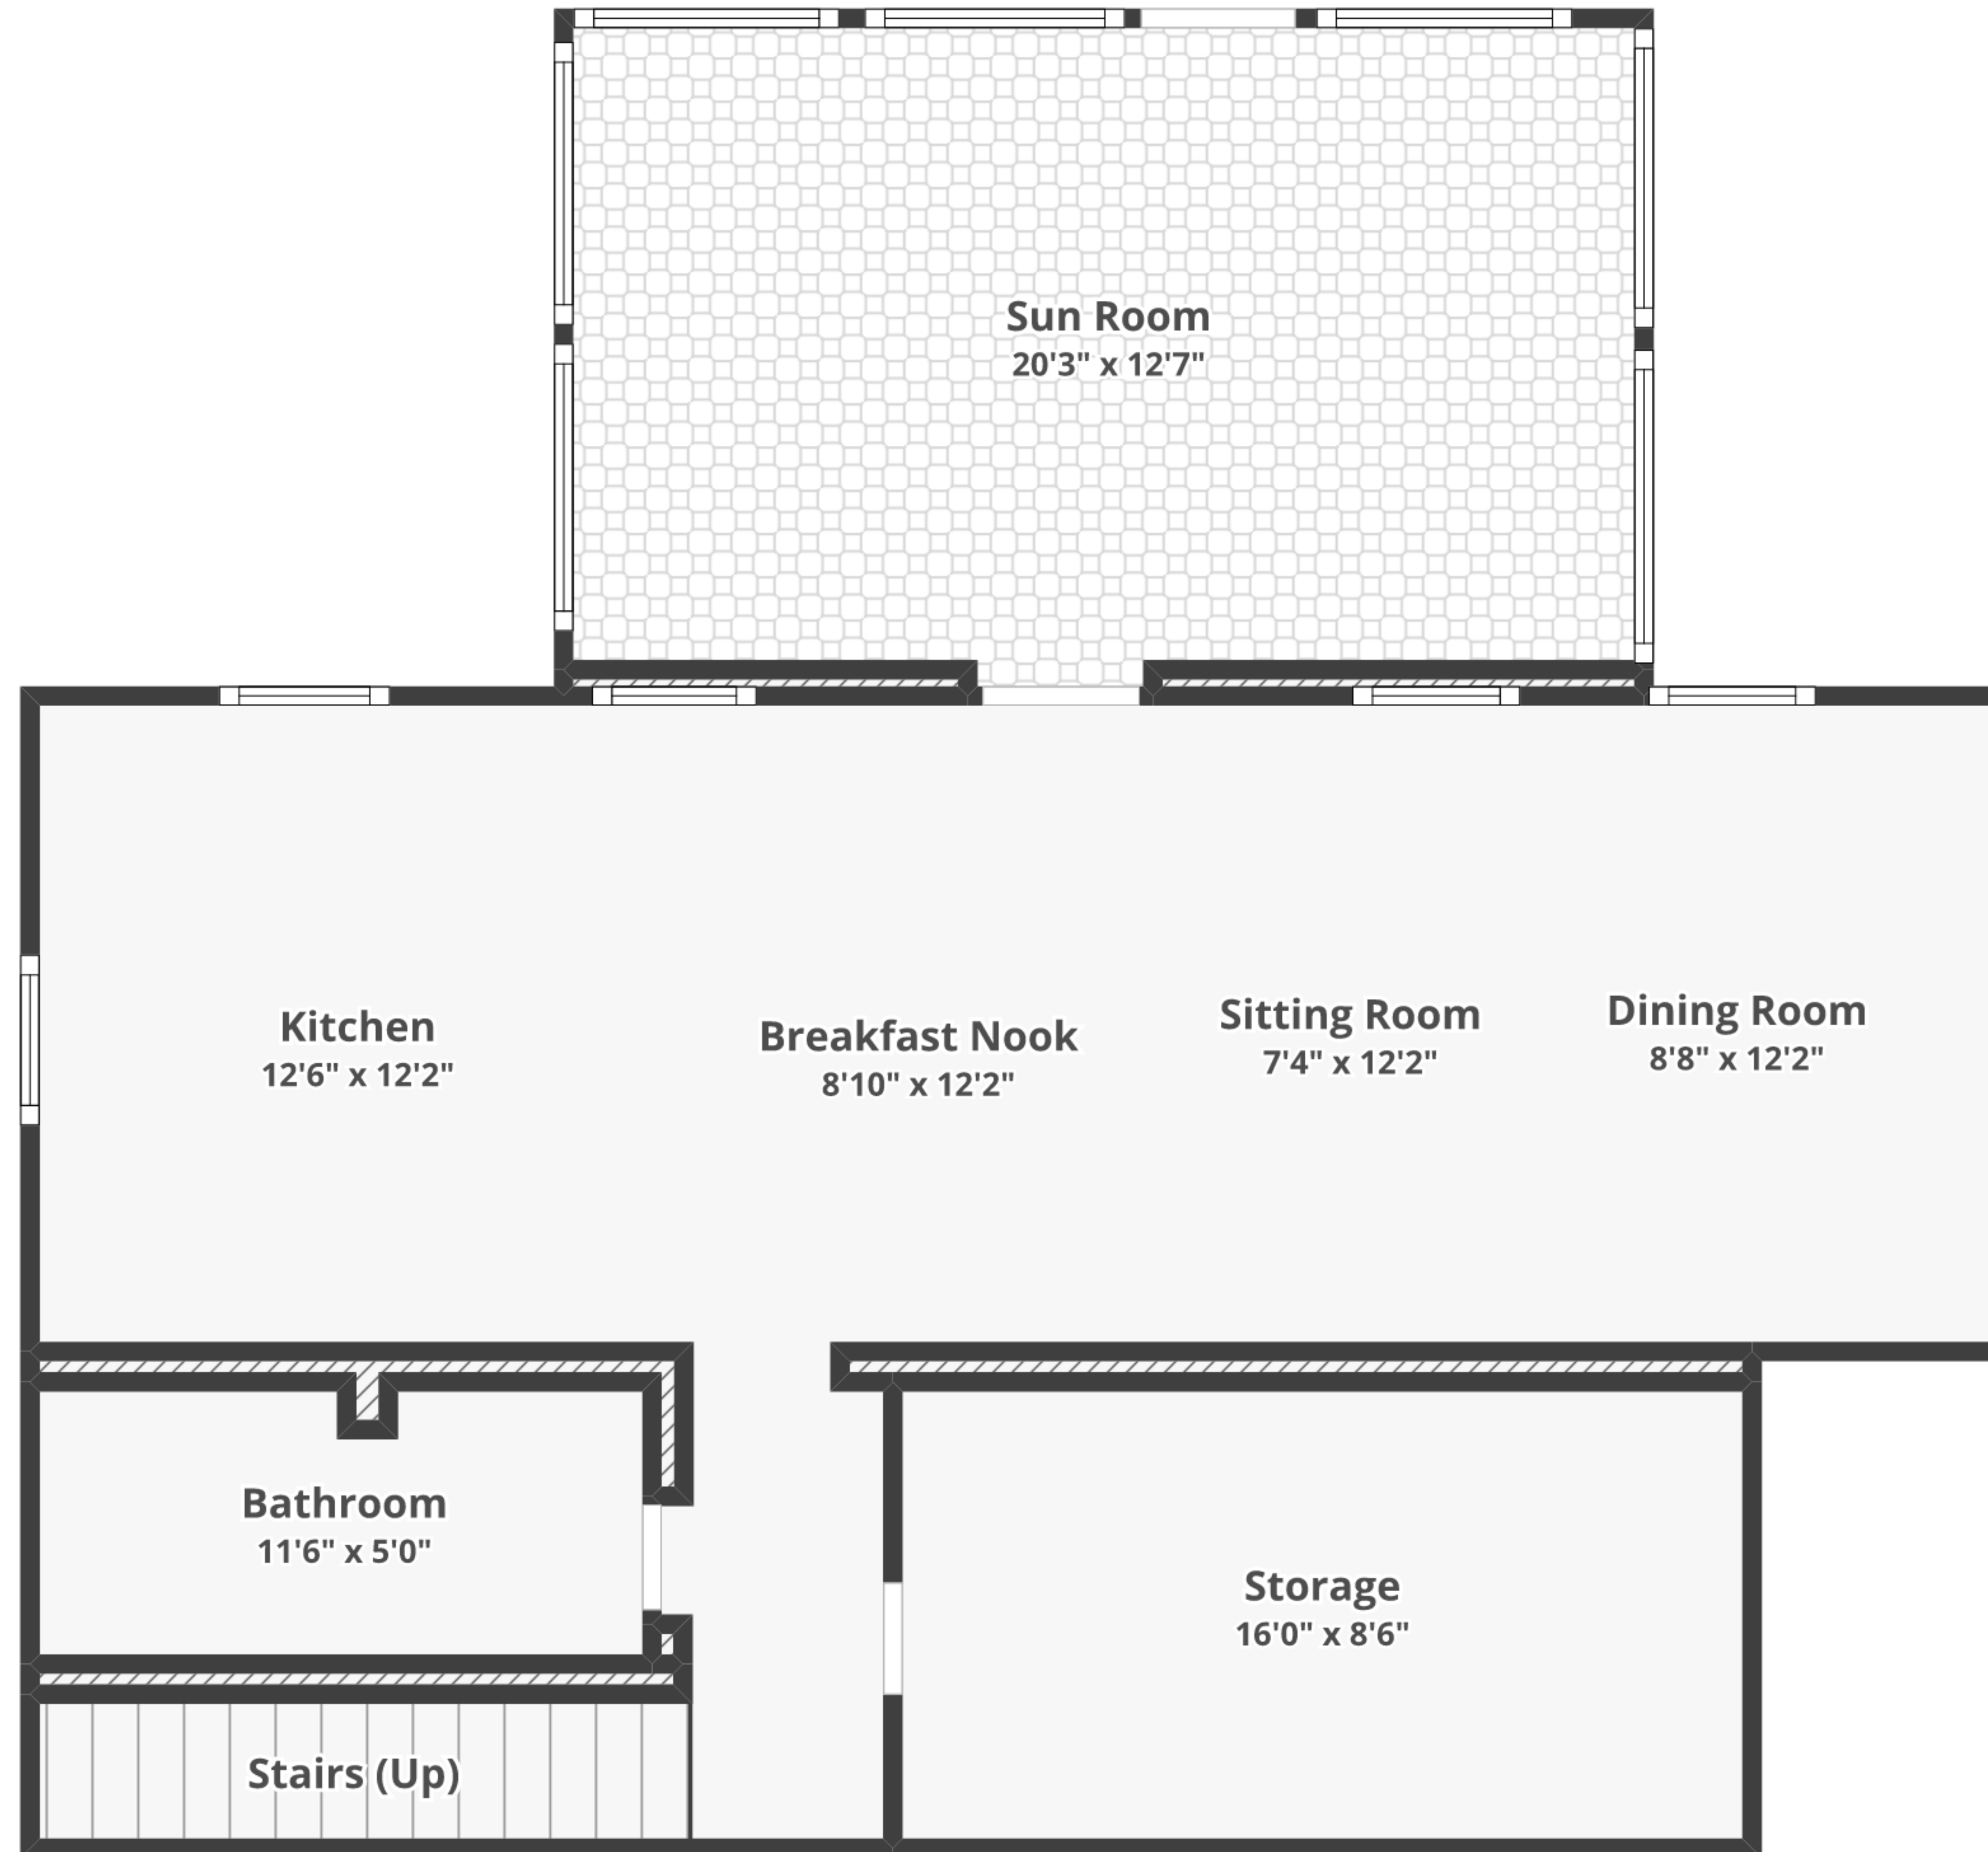 Sun Room
20'3" x 12'7"
Kitchen
12'6" x 12'2"
Breakfast Nook
8'10" x 12'2"
Sitting Room
7'4" x 12'2"
Dining Room
8'8" x 12'2"
Bathroom
11'6" x 5'0"
Storage
16'0" x 8'6"
Stairs (Up)